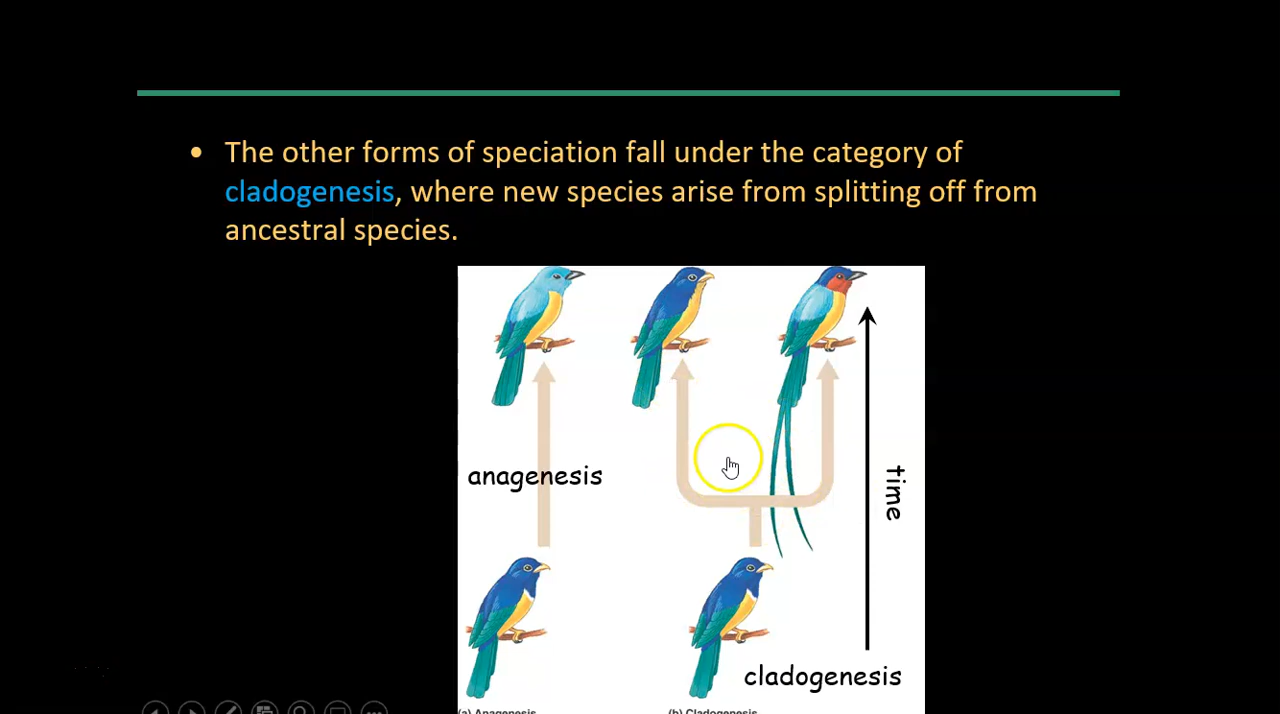 • The other forms of speciation fall under the category of
cladogenesis, where new species arise from splitting off from
ancestral species.
anagenesis
time
cladogenesis
(a) Anagenesis
(b) Cladogenesis